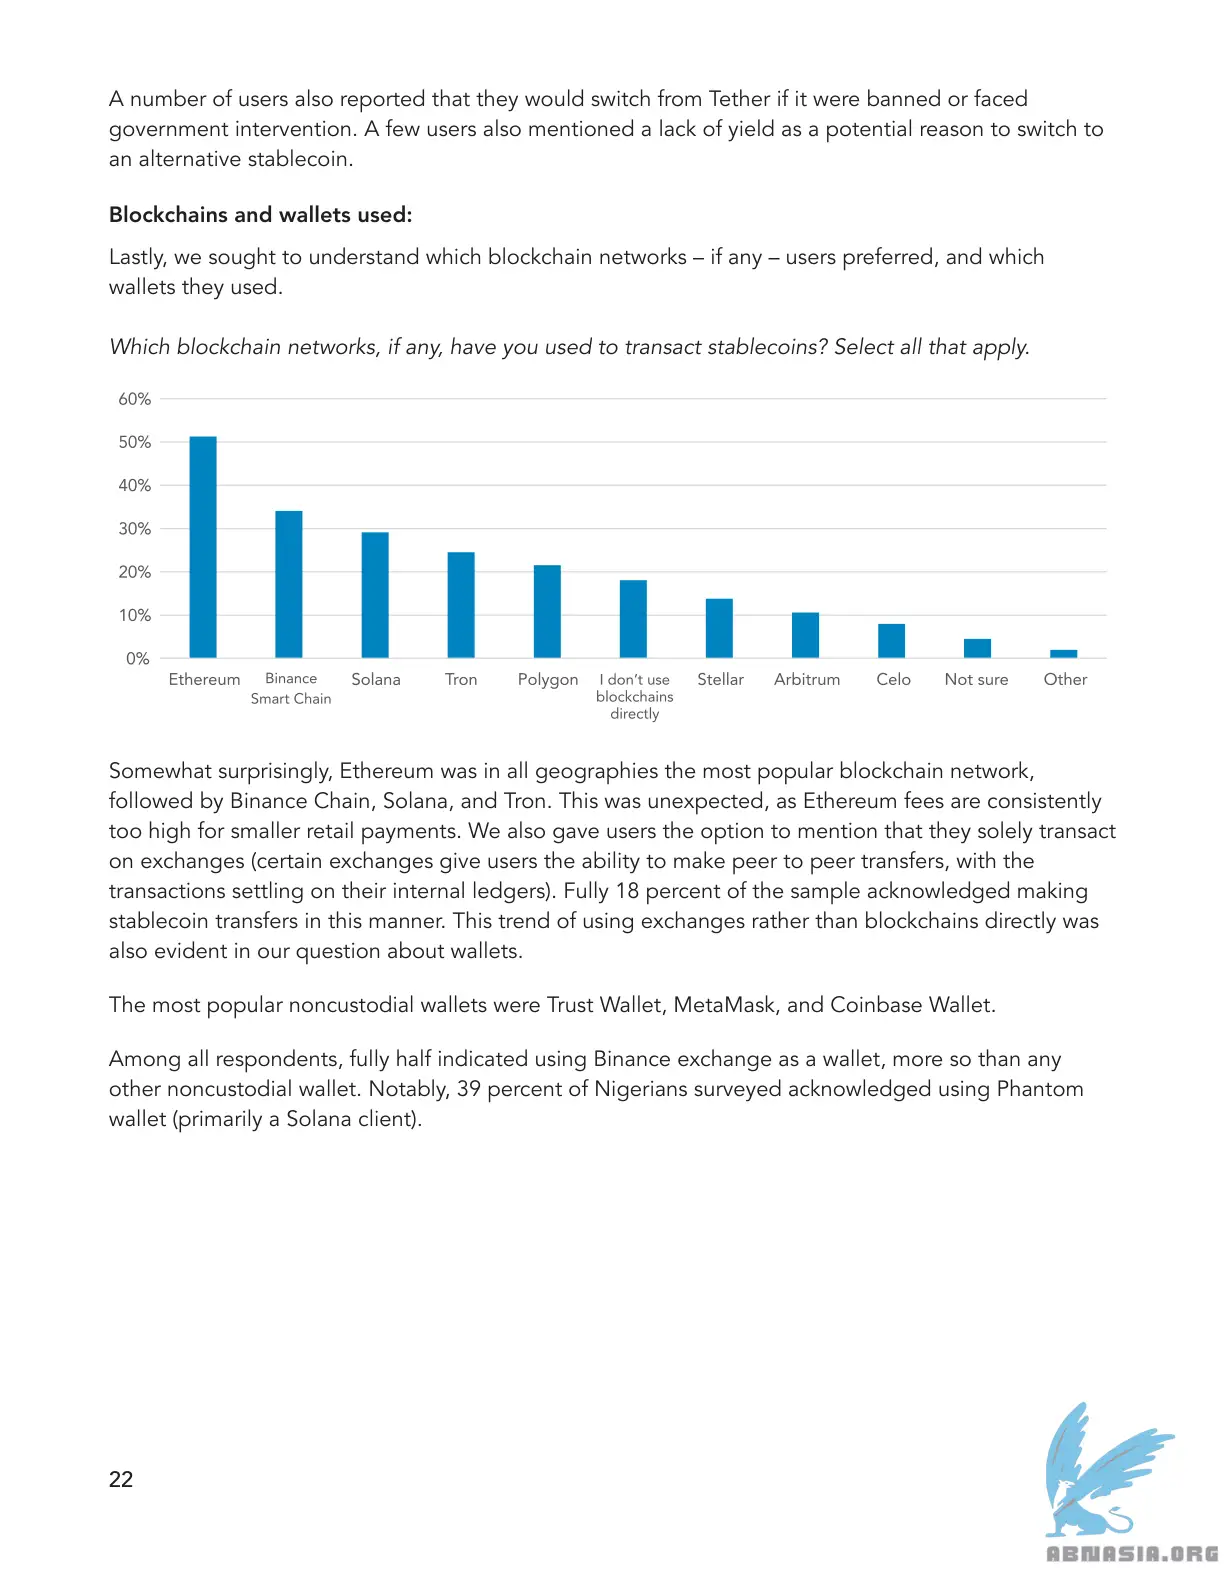 A number of users also reported that they would switch from Tether if it were banned or faced
government intervention. A few users also mentioned a lack of yield as a potential reason to switch to
an alternative stablecoin.
Blockchains and wallets used:
Lastly, we sought to understand which blockchain networks – if any – users preferred, and which
wallets they used.
Which blockchain networks, if any, have you used to transact stablecoins? Select all that apply.
60%
50%
40%
30%
20%
10%
0%
Ethereum
Binance
Smart Chain
Solana
Tron
Polygon
I don’t use
blockchains
directly
Stellar
Arbitrum
Celo
Not sure
Other
Somewhat surprisingly, Ethereum was in all geographies the most popular blockchain network,
followed by Binance Chain, Solana, and Tron. This was unexpected, as Ethereum fees are consistently
too high for smaller retail payments. We also gave users the option to mention that they solely transact
on exchanges (certain exchanges give users the ability to make peer to peer transfers, with the
transactions settling on their internal ledgers). Fully 18 percent of the sample acknowledged making
stablecoin transfers in this manner. This trend of using exchanges rather than blockchains directly was
also evident in our question about wallets.
The most popular noncustodial wallets were Trust Wallet, MetaMask, and Coinbase Wallet.
Among all respondents, fully half indicated using Binance exchange as a wallet, more so than any
other noncustodial wallet. Notably, 39 percent of Nigerians surveyed acknowledged using Phantom
wallet (primarily a Solana client).
22
ABNASIA.ORG